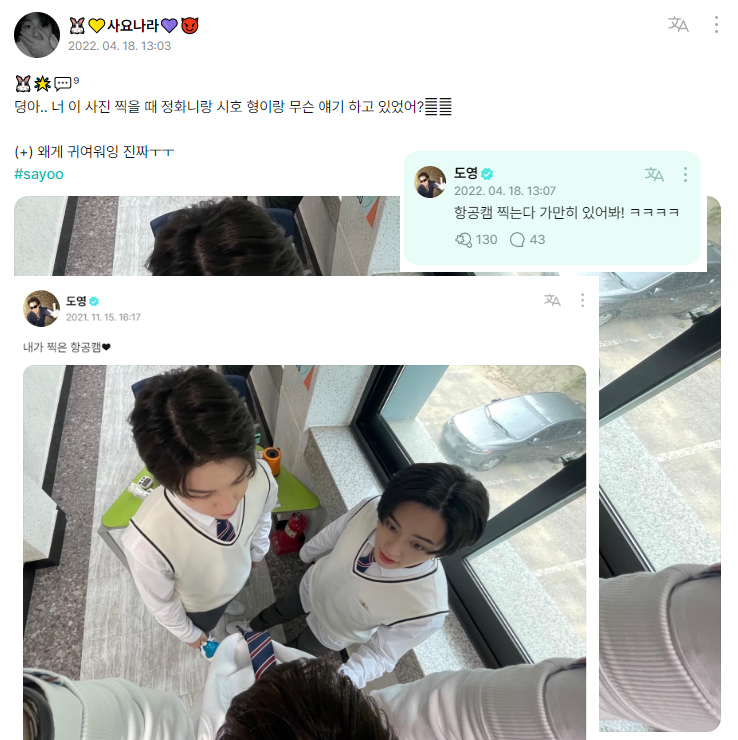 🐰💛사요나라💜😈
2022. 04. 18. 13:03
🐰🌟💬⁹
덩아.. 너 이 사진 찍을 때 정화니랑 시호 형이랑 무슨 얘기 하고 있었어?
(+) 왜게 귀여워잉 진짜ㅜㅜ
#sayoo
도영
2022. 04. 18. 13:07
항공캠 찍는다 가만히 있어봐! ㅋㅋㅋㅋ
130 43
도영
2021. 11. 15. 16:17
내가 찍은 항공캠❤